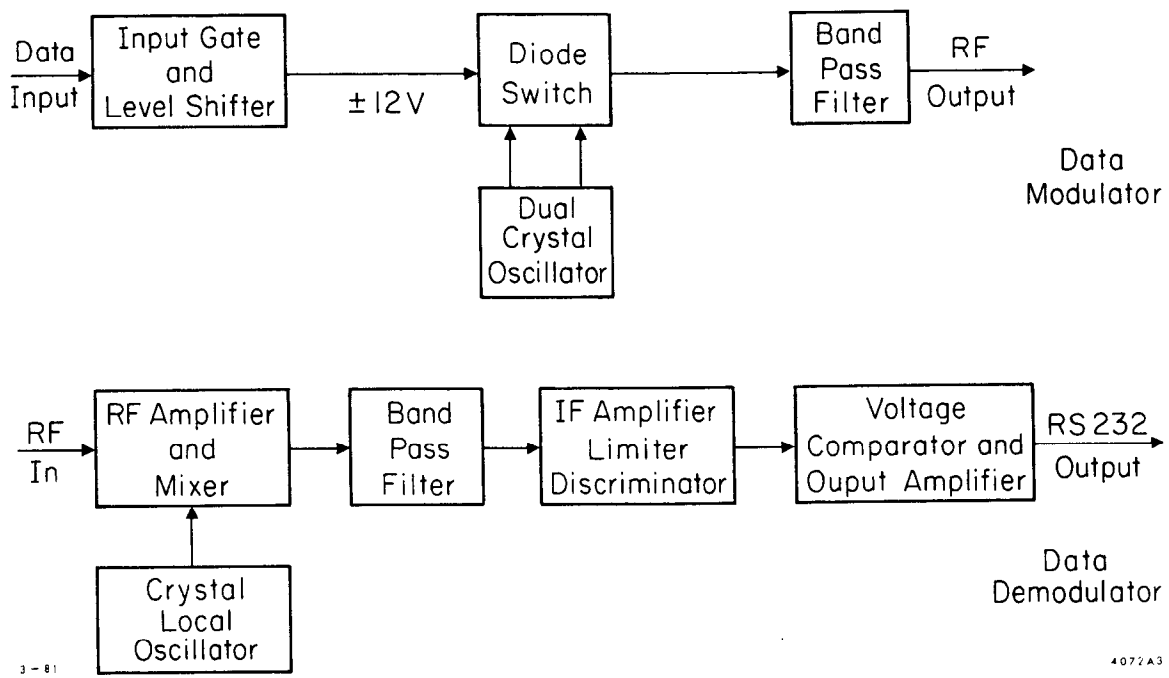 Data
Input
Input Gate
and
Level Shifter
±12V
Diode
Switch
Band
Pass
Filter
RF
Output
Dual
Crystal
Oscillator
Data
Modulator
RF
In
RF Amplifier
and
Mixer
Band
Pass
Filter
IF Amplifier
Limiter
Discriminator
Voltage
Comparator and
Ouput Amplifier
RS232
Output
Crystal
Local
Oscillator
Data
Demodulator
3-81
4072A3